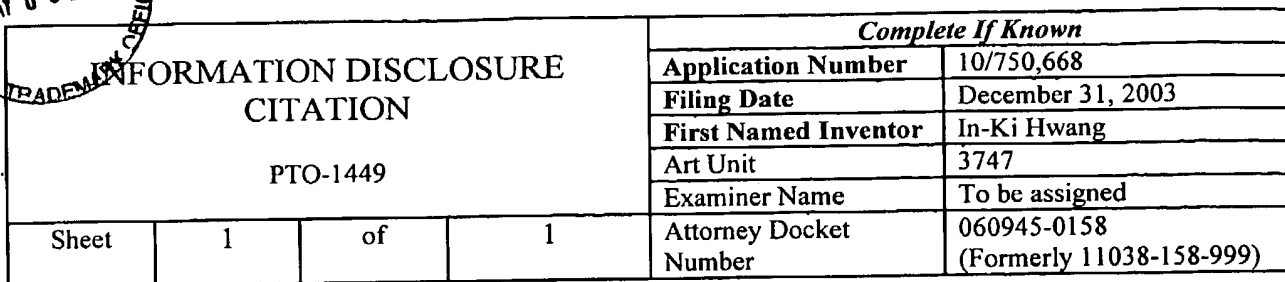 Complete If Known
INFORMATION DISCLOSURE
CITATION
PTO-1449
Application Number 10/750,668
Filing Date December 31, 2003
First Named Inventor In-Ki Hwang
Art Unit 3747
Examiner Name To be assigned
Sheet 1 of 1
Attorney Docket
Number
060945-0158
(Formerly 11038-158-999)
TRADEMARK